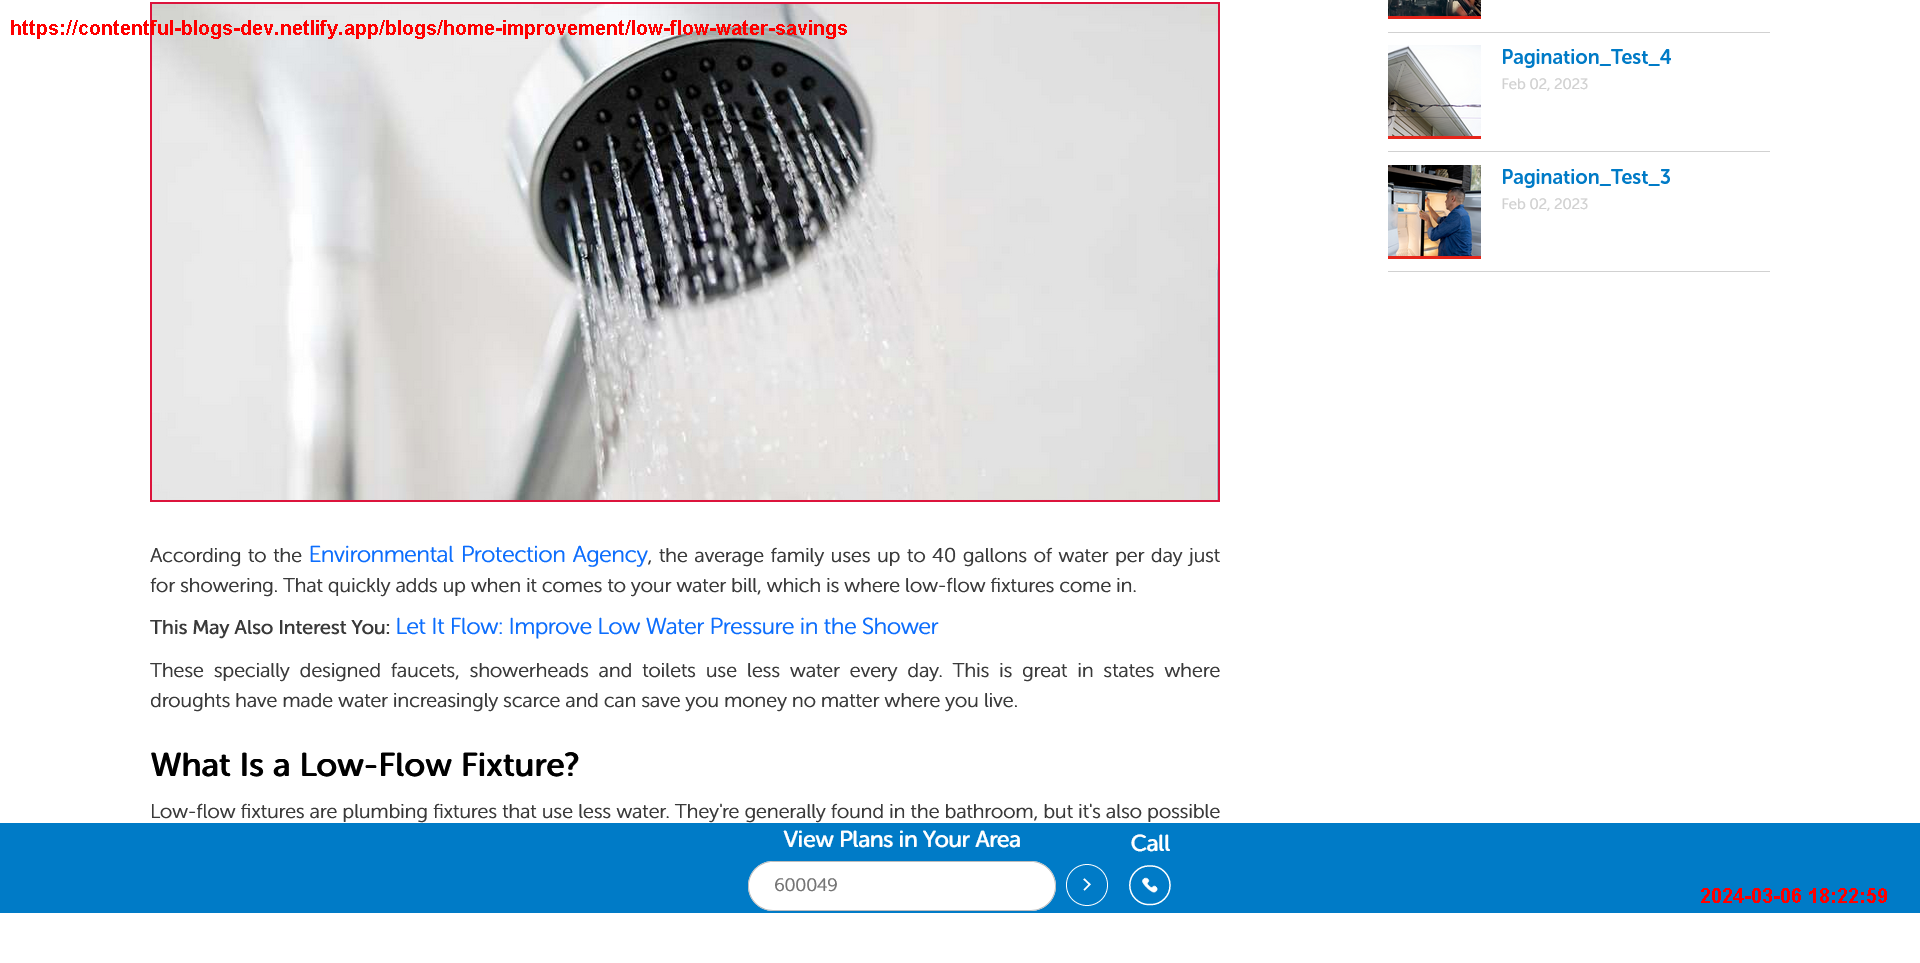 https://contentful-blogs-dev.netlify.app/blogs/home-improvement/low-flow-water-savings
Pagination_Test_4
Feb 02, 2023
Pagination_Test_3
Feb 02, 2023
According to the Environmental Protection Agency, the average family uses up to 40 gallons of water per day just
for showering. That quickly adds up when it comes to your water bill, which is where low-flow fixtures come in.
This May Also Interest You: Let It Flow: Improve Low Water Pressure in the Shower
These specially designed faucets, showerheads and toilets use less water every day. This is great in states where
droughts have made water increasingly scarce and can save you money no matter where you live.
What Is a Low-Flow Fixture?
Low-flow fixtures are plumbing fixtures that use less water. They're generally found in the bathroom, but it's also possible
View Plans in Your Area
Call
600049
2024-03-06 18:22:59